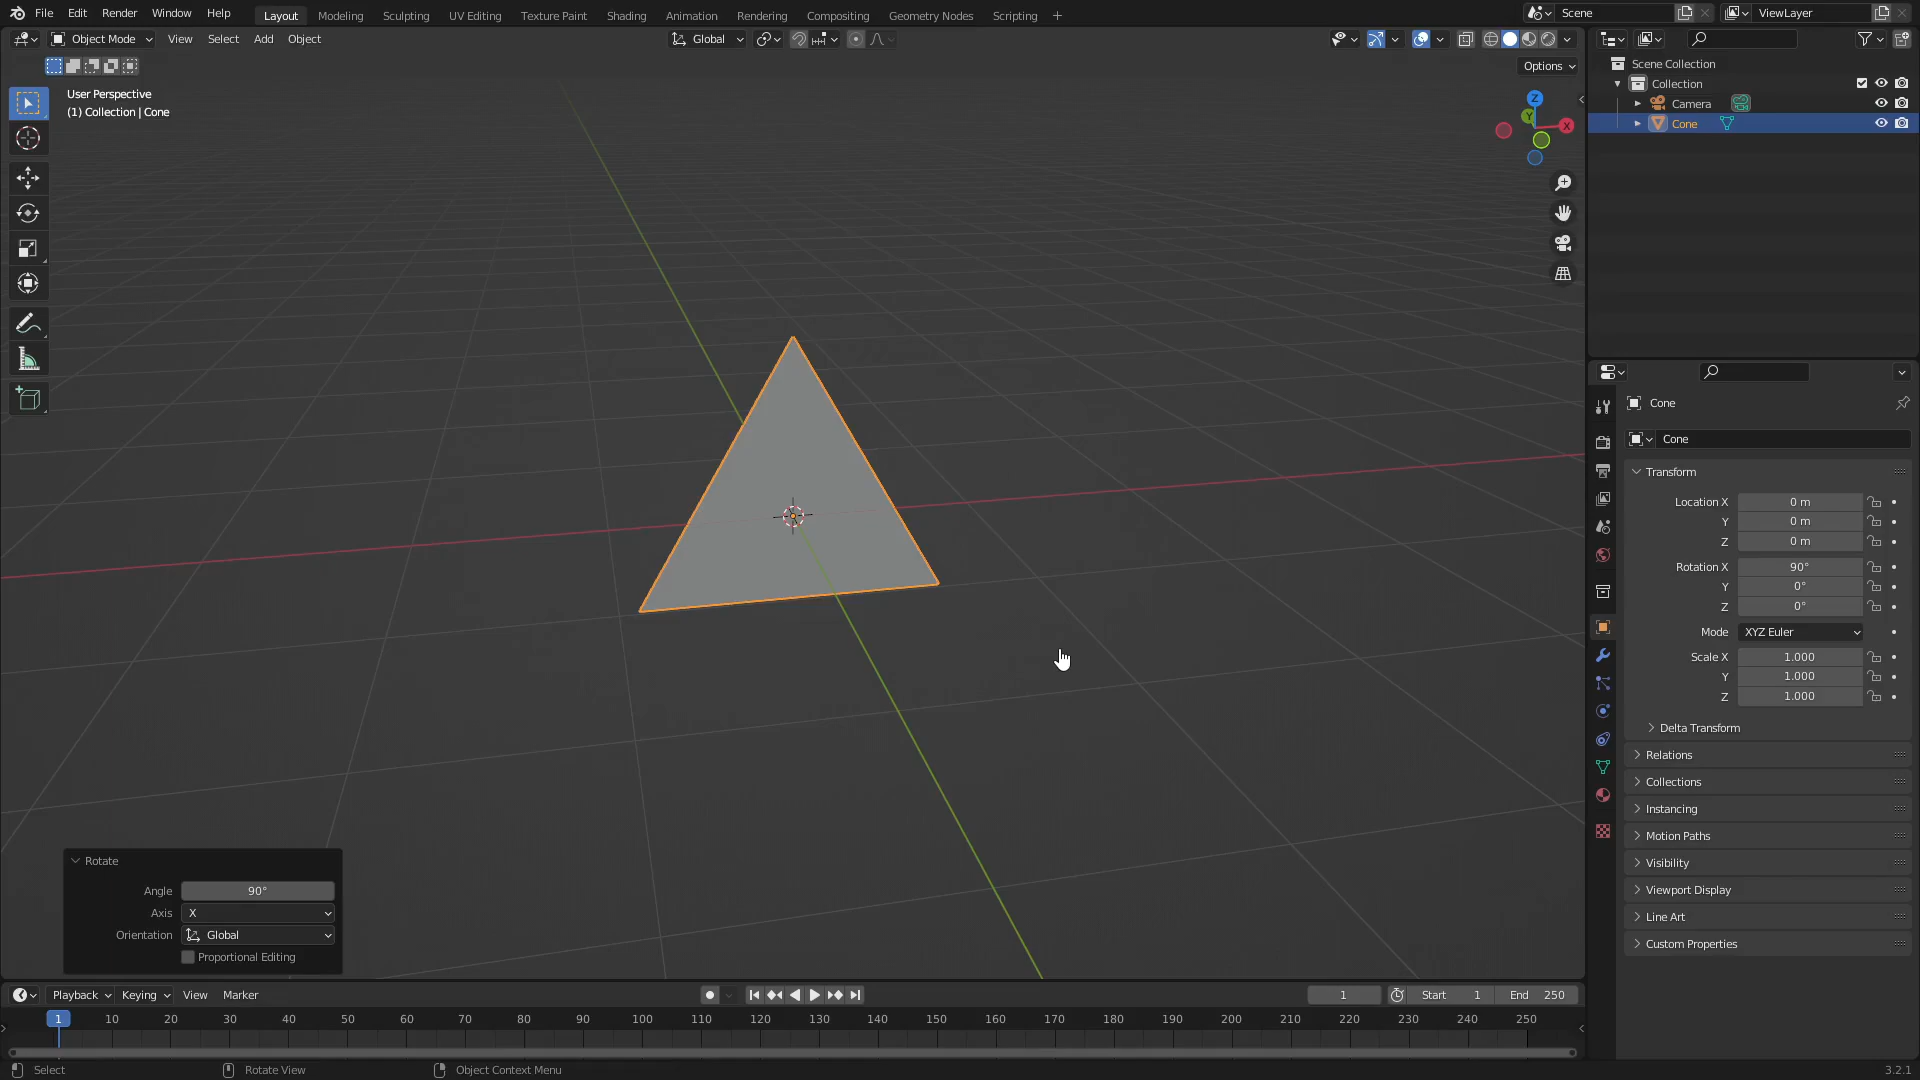 File Edit Render Window Help Layout Modeling Sculpting UV Editing Texture Paint Shading Animation Rendering Compositing Geometry Nodes Scripting + Scene ViewLayer
Object Mode View Select Add Object Global
Options
User Perspective
(1) Collection | Cone
Z
Y
X
Scene Collection
Collection
Camera
Cone
Cone
Cone
Transform
Location X 0 m
Y 0 m
Z 0 m
Rotation X 90°
Y 0°
Z 0°
Mode XYZ Euler
Scale X 1.000
Y 1.000
Z 1.000
Delta Transform
Relations
Collections
Instancing
Motion Paths
Visibility
Viewport Display
Line Art
Custom Properties
Rotate
Angle 90°
Axis X
Orientation Global
Proportional Editing
Playback Keying View Marker 1 Start 1 End 250
1 10 20 30 40 50 60 70 80 90 100 110 120 130 140 150 160 170 180 190 200 210 220 230 240 250
Select Rotate View Object Context Menu 3.2.1